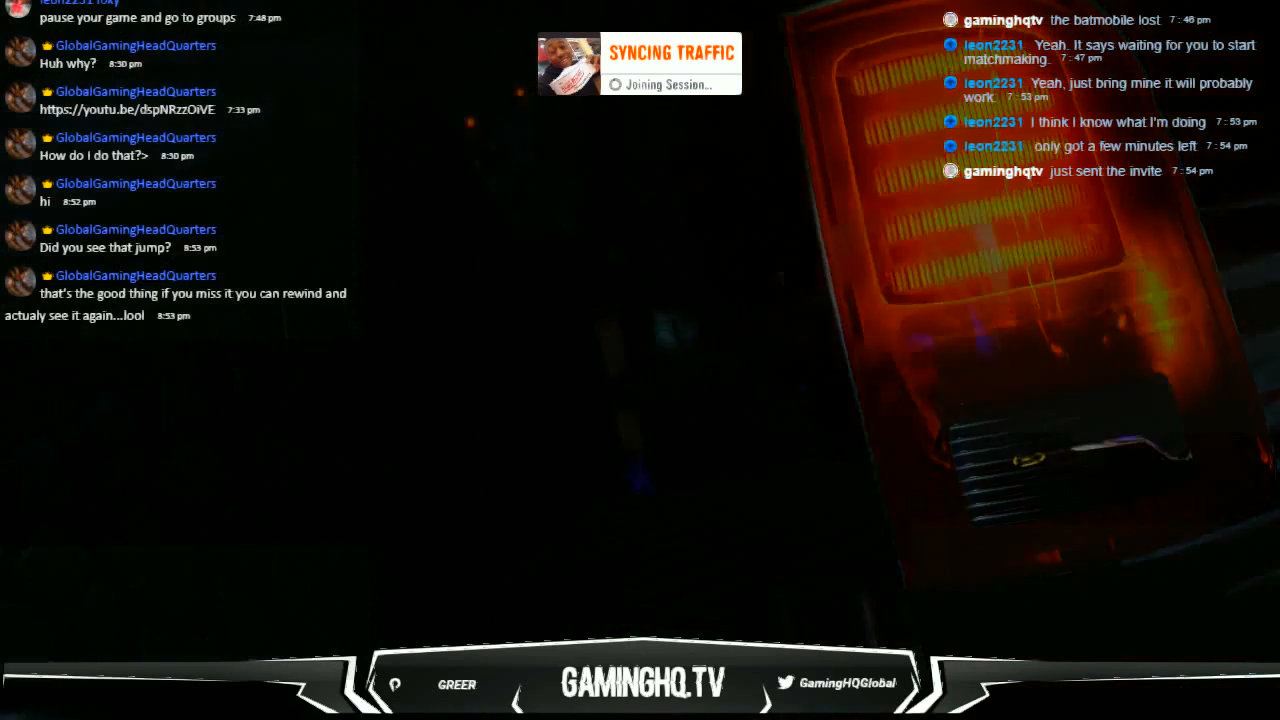 pause your game and go to groups 7:48 pm
GlobalGamingHeadQuarters
Huh why? 8:30 pm
GlobalGamingHeadQuarters
https://youtu.be/dspNRzzOiVE 7:33 pm
GlobalGamingHeadQuarters
How do I do that?> 8:30 pm
GlobalGamingHeadQuarters
hi 8:52 pm
GlobalGamingHeadQuarters
Did you see that jump? 8:53 pm
GlobalGamingHeadQuarters
that's the good thing if you miss it you can rewind and
actualy see it again...lool 8:53 pm
SYNCING TRAFFIC
Joining Session...
gaminghqtv the batmobile lost 7:46 pm
leon2231 Yeah. It says waiting for you to start
matchmaking. 7:47 pm
leon2231 Yeah, just bring mine it will probably
work 7:53 pm
leon2231 I think I know what I'm doing 7:53 pm
leon2231 only got a few minutes left 7:54 pm
gaminghqtv just sent the invite 7:54 pm
GREER
GAMINGHQ.TV
GamingHQGlobal